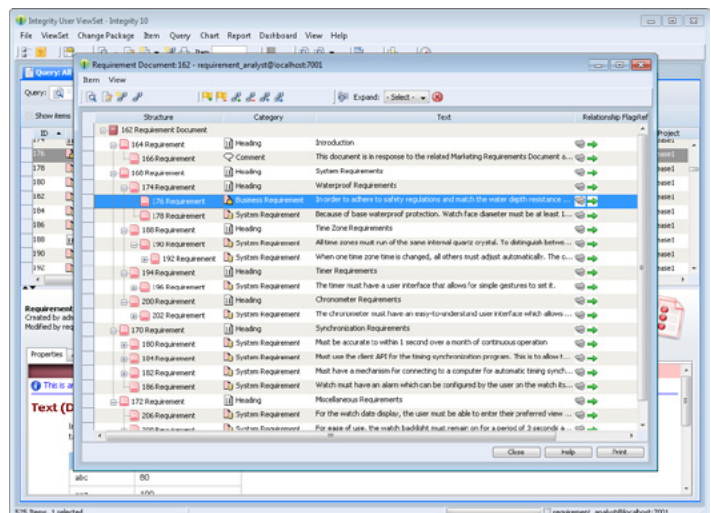 Integrity User ViewSet - Integrity 10
File ViewSet Change Package Item Query Chart Report Dashboard View Help
Query: All
Requirement Document: 162 - requirement_analyst@localhost:7001
Item View
Query:
Expand: - Select -
Show items
ID
Structure Category Text Relationship Flags Ref
Project
162 Requirement Document
164 Requirement Heading Introduction
166 Requirement Comment This document is in response to the related Marketing Requirements Document a...
168 Requirement Heading System Requirements
174 Requirement Heading Waterproof Requirements
176 Requirement Business Requirement In order to adhere to safety regulations and match the water depth resistance ...
178 Requirement System Requirement Because of base waterproof protection. Watch face diameter must be at least 1...
188 Requirement Heading Time Zone Requirements
190 Requirement System Requirement All time zones must run of the same internal quartz crystal. To distinguish betwe...
192 Requirement System Requirement When one time zone time is changed, all others must adjust automatically. The c...
194 Requirement Heading Timer Requirements
196 Requirement System Requirement The timer must have a user interface that allows for simple gestures to set it.
200 Requirement Heading Chronometer Requirements
202 Requirement System Requirement The chronometer must have an easy-to-understand user interface which allows ...
170 Requirement Heading Synchronization Requirements
180 Requirement System Requirement Must be accurate to within 1 second over a month of continuous operation
184 Requirement System Requirement Must use the client API for the timing synchronization program. This is to allow t...
182 Requirement System Requirement Must have a mechanism for connecting to a computer for automatic timing synch...
186 Requirement System Requirement Watch must have an alarm which can be configured by the user on the watch its...
172 Requirement Heading Miscellaneous Requirements
206 Requirement System Requirement For the watch date display, the user must be able to enter their preferred view ...
208 Requirement System Requirement For ease of use, the watch backlight must remain on for a period of 3 seconds a...
176
178
180
182
184
186
188
190
192
Requirement
Created by
Modified by
Properties
This is a
Text (D
Close Help Print
abc 80
100
525 Items, 1 selected
requirement_analyst@localhost:7001